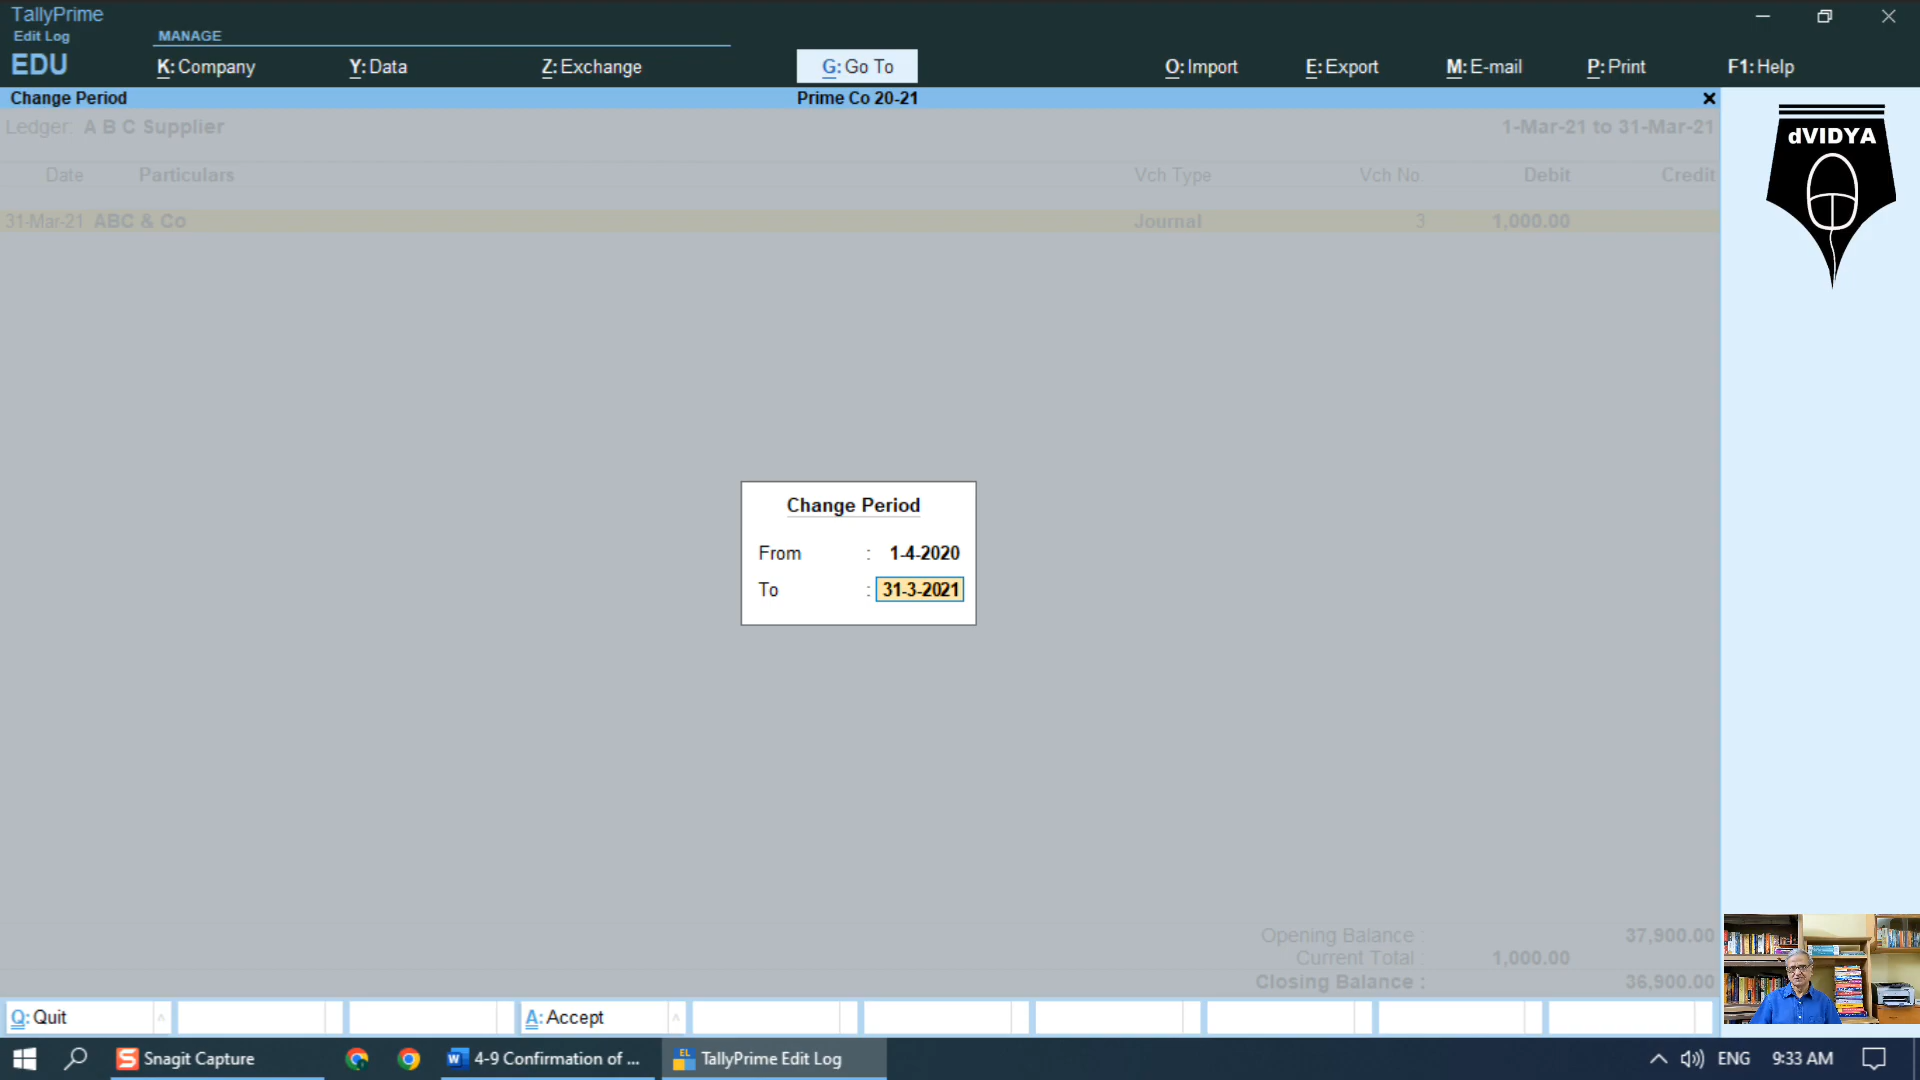 TallyPrime
Edit Log
EDU
MANAGE
K: Company
Y: Data
Z: Exchange
G: Go To
O: Import
E: Export
M: E-mail
P: Print
F1: Help
Change Period
Prime Co 20-21
Ledger: A B C Supplier
1-Mar-21 to 31-Mar-21
Date Particulars Vch Type Vch No. Debit Credit
31-Mar-21 ABC & Co Journal 3 1,000.00
dVIDYA
Change Period
From : 1-4-2020
To : 31-3-2021
Opening Balance : 37,900.00
Current Total : 1,000.00
Closing Balance : 36,900.00
Q: Quit
A: Accept
Snagit Capture
4-9 Confirmation of ...
EL
TallyPrime Edit Log
ENG
9:33 AM